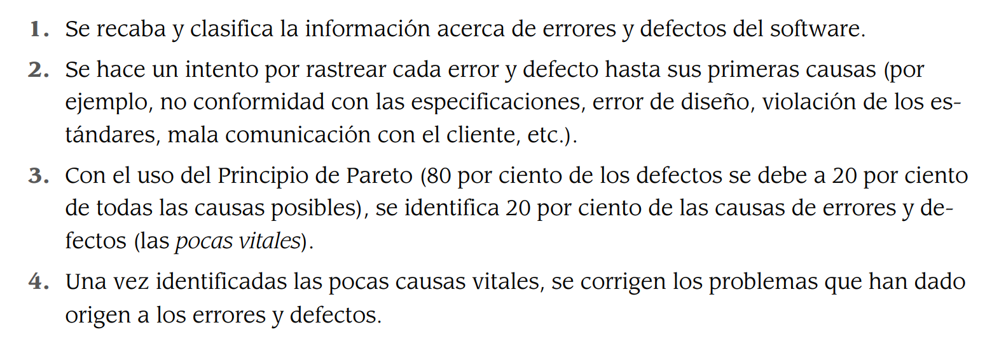 1. Se recaba y clasifica la información acerca de errores y defectos del software.
2. Se hace un intento por rastrear cada error y defecto hasta sus primeras causas (por
ejemplo, no conformidad con las especificaciones, error de diseño, violación de los es-
tándares, mala comunicación con el cliente, etc.).
3. Con el uso del Principio de Pareto (80 por ciento de los defectos se debe a 20 por ciento
de todas las causas posibles), se identifica 20 por ciento de las causas de errores y de-
fectos (las pocas vitales).
4. Una vez identificadas las pocas causas vitales, se corrigen los problemas que han dado
origen a los errores y defectos.